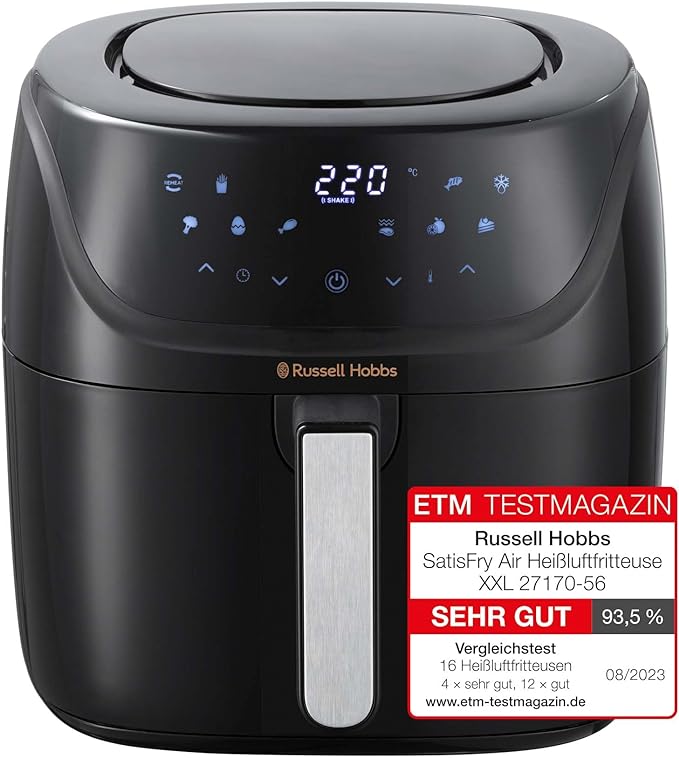 REHEAT
220 °C
(( SHAKE ))
Russell Hobbs
ETM TESTMAGAZIN
Russell Hobbs
SatisFry Air Heißluftfritteuse
XXL 27170-56
SEHR GUT 93,5 %
Vergleichstest
16 Heißluftfritteusen
4 × sehr gut, 12 × gut
08/2023
www.etm-testmagazin.de